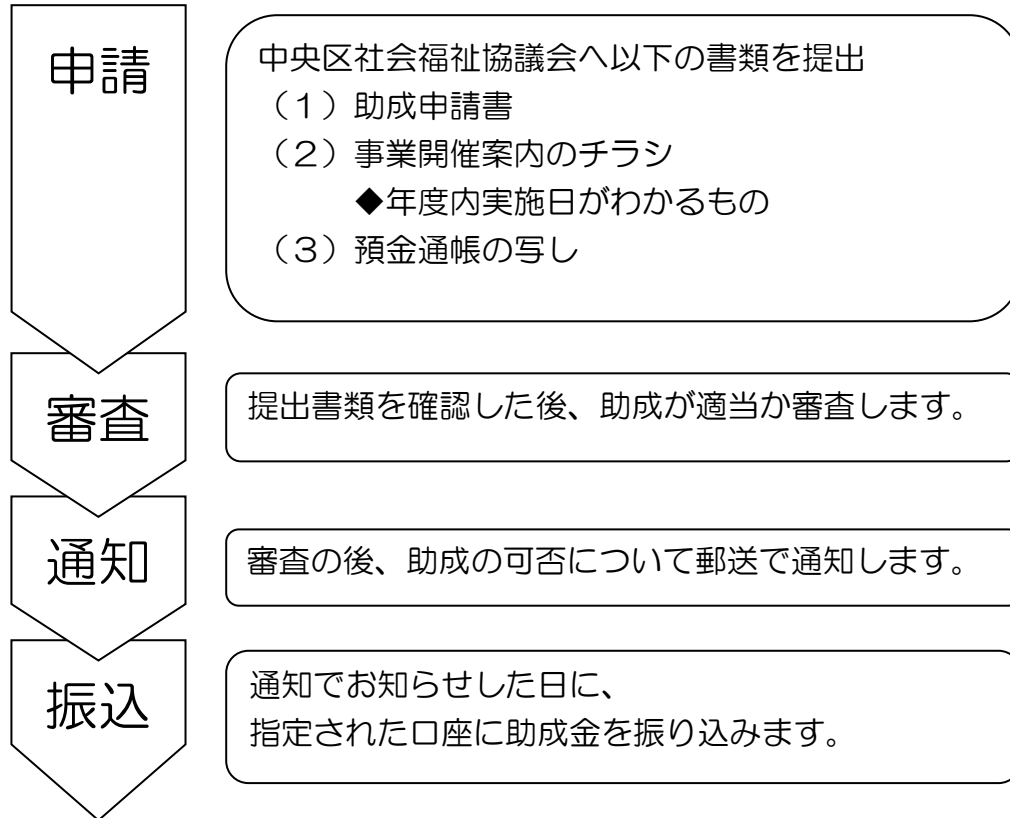 申請
中央区社会福祉協議会へ以下の書類を提出
（１）助成申請書
（２）事業開催案内のチラシ
◆年度内実施日がわかるもの
（３）預金通帳の写し
審査
提出書類を確認した後、助成が適当か審査します。
通知
審査の後、助成の可否について郵送で通知します。
振込
通知でお知らせした日に、
指定された口座に助成金を振り込みます。